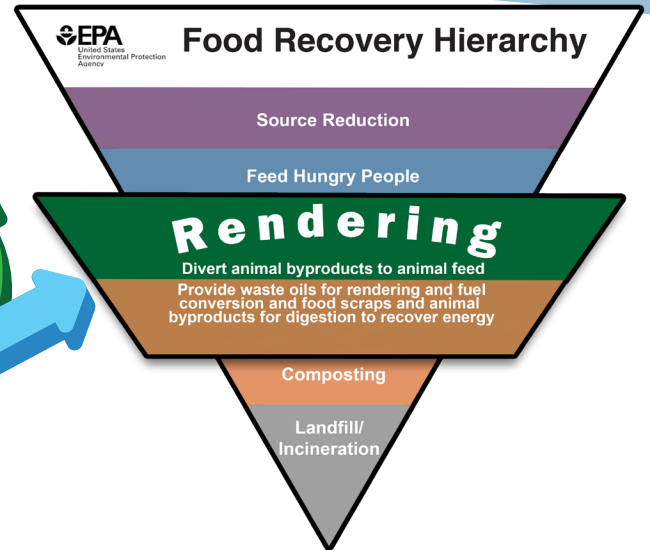 EPA
United States
Environmental Protection
Agency
Food Recovery Hierarchy
Source Reduction
Feed Hungry People
Rendering
Divert animal byproducts to animal feed
Provide waste oils for rendering and fuel
conversion and food scraps and animal
byproducts for digestion to recover energy
Composting
Landfill/
Incineration